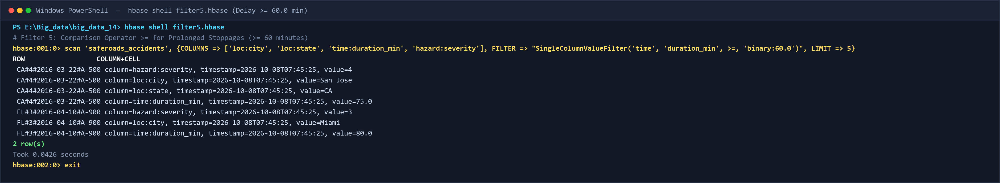 Windows PowerShell — hbase shell filter5.hbase (Delay >= 60.0 min)
PS E:\Big_data\big_data_14> hbase shell filter5.hbase
# Filter 5: Comparison Operator >= for Prolonged Stoppages (>= 60 minutes)
hbase:001:0> scan 'saferoads_accidents', {COLUMNS => ['loc:city', 'loc:state', 'time:duration_min', 'hazard:severity'], FILTER => "SingleColumnValueFilter('time', 'duration_min', >=, 'binary:60.0')", LIMIT => 5}
ROW                  COLUMN+CELL
 CA#4#2016-03-22#A-500 column=hazard:severity, timestamp=2026-10-08T07:45:25, value=4
 CA#4#2016-03-22#A-500 column=loc:city, timestamp=2026-10-08T07:45:25, value=San Jose
 CA#4#2016-03-22#A-500 column=loc:state, timestamp=2026-10-08T07:45:25, value=CA
 CA#4#2016-03-22#A-500 column=time:duration_min, timestamp=2026-10-08T07:45:25, value=75.0
 FL#3#2016-04-10#A-900 column=hazard:severity, timestamp=2026-10-08T07:45:25, value=3
 FL#3#2016-04-10#A-900 column=loc:city, timestamp=2026-10-08T07:45:25, value=Miami
 FL#3#2016-04-10#A-900 column=time:duration_min, timestamp=2026-10-08T07:45:25, value=80.0
2 row(s)
Took 0.0426 seconds
hbase:002:0> exit